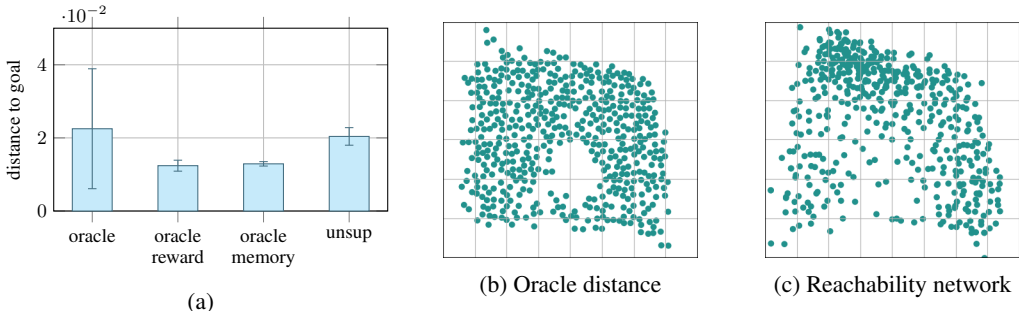 ·10⁻²
4
2
0
distance to goal
oracle
oracle
reward
oracle
memory
unsup
(a)
(b) Oracle distance
(c) Reachability network